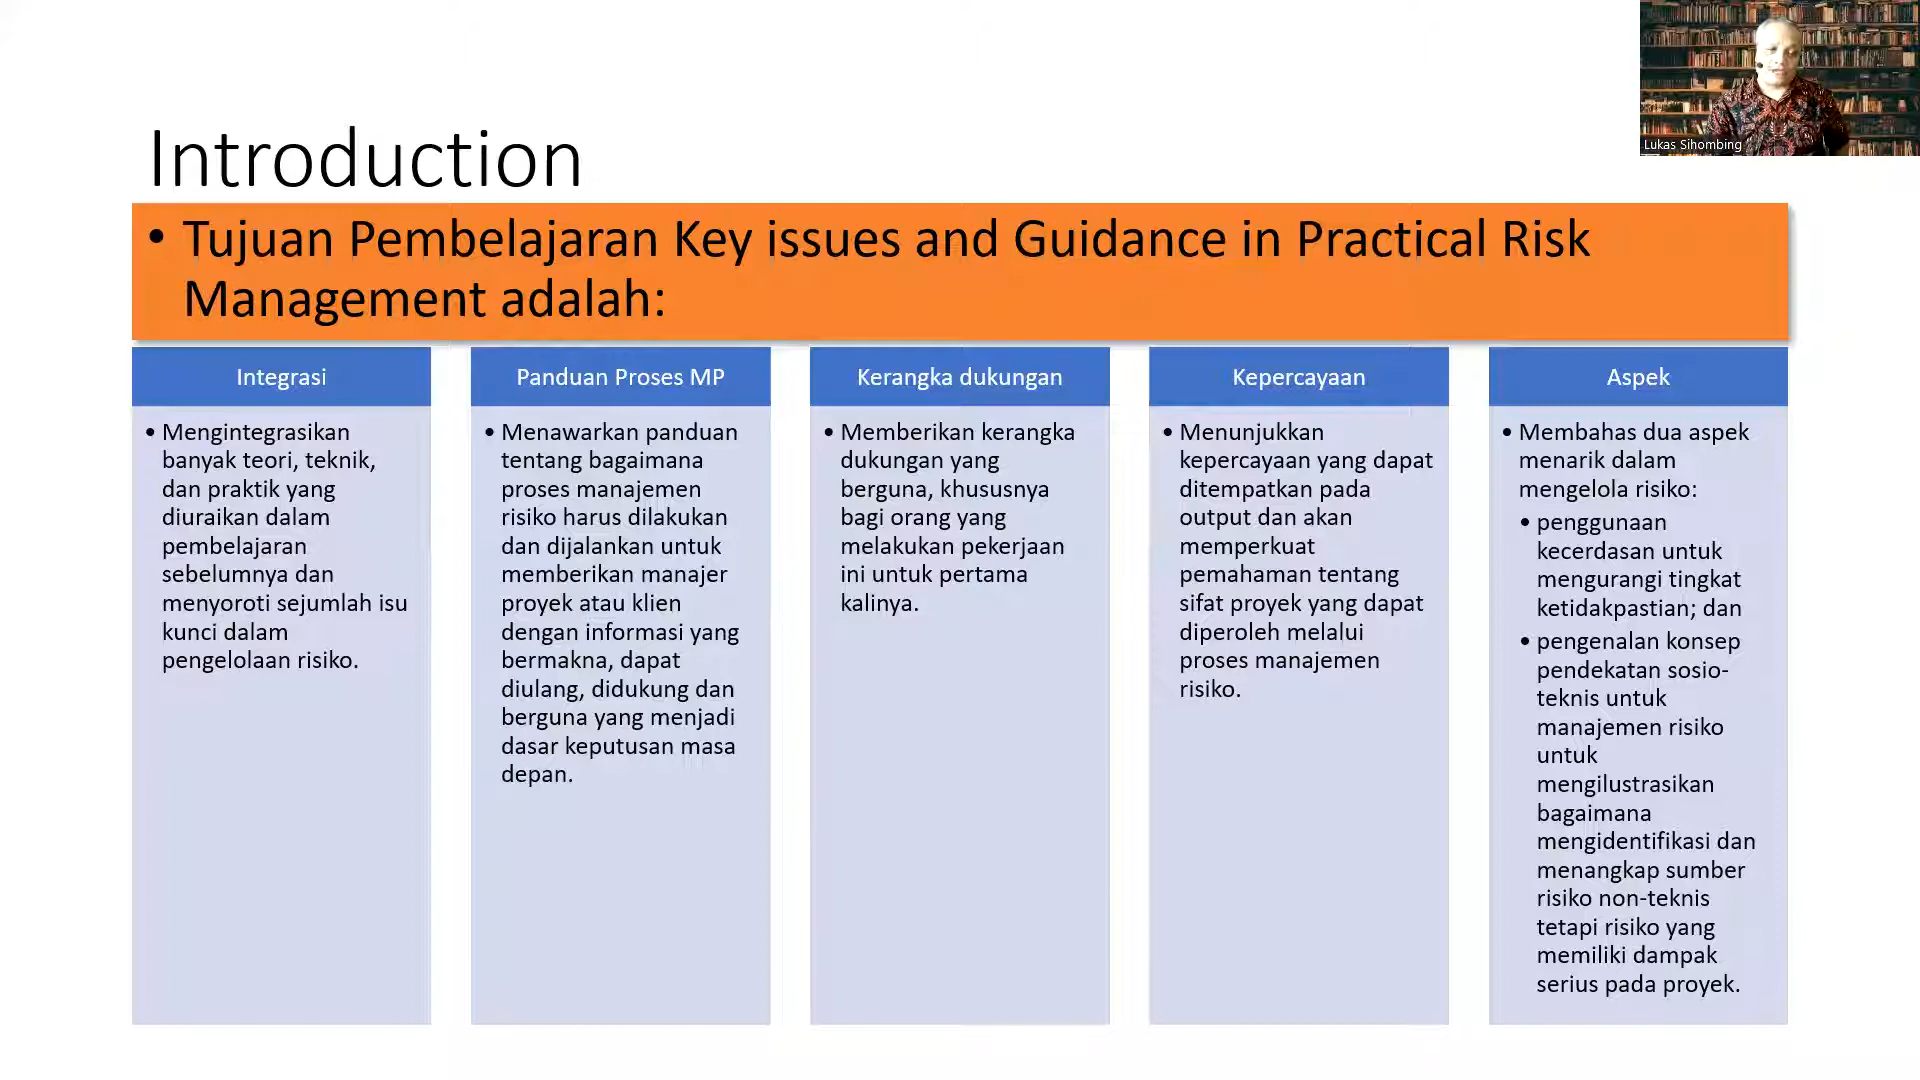 Lukas Sihombing
Introduction
• Tujuan Pembelajaran Key issues and Guidance in Practical Risk
Management adalah:
Integrasi
• Mengintegrasikan
banyak teori, teknik,
dan praktik yang
diuraikan dalam
pembelajaran
sebelumnya dan
menyoroti sejumlah isu
kunci dalam
pengelolaan risiko.
Panduan Proses MP
• Menawarkan panduan
tentang bagaimana
proses manajemen
risiko harus dilakukan
dan dijalankan untuk
memberikan manajer
proyek atau klien
dengan informasi yang
bermakna, dapat
diulang, didukung dan
berguna yang menjadi
dasar keputusan masa
depan.
Kerangka dukungan
• Memberikan kerangka
dukungan yang
berguna, khususnya
bagi orang yang
melakukan pekerjaan
ini untuk pertama
kalinya.
Kepercayaan
• Menunjukkan
kepercayaan yang dapat
ditempatkan pada
output dan akan
memperkuat
pemahaman tentang
sifat proyek yang dapat
diperoleh melalui
proses manajemen
risiko.
Aspek
• Membahas dua aspek
menarik dalam
mengelola risiko:
• penggunaan
kecerdasan untuk
mengurangi tingkat
ketidakpastian; dan
• pengenalan konsep
pendekatan sosio-
teknis untuk
manajemen risiko
untuk
mengilustrasikan
bagaimana
mengidentifikasi dan
menangkap sumber
risiko non-teknis
tetapi risiko yang
memiliki dampak
serius pada proyek.